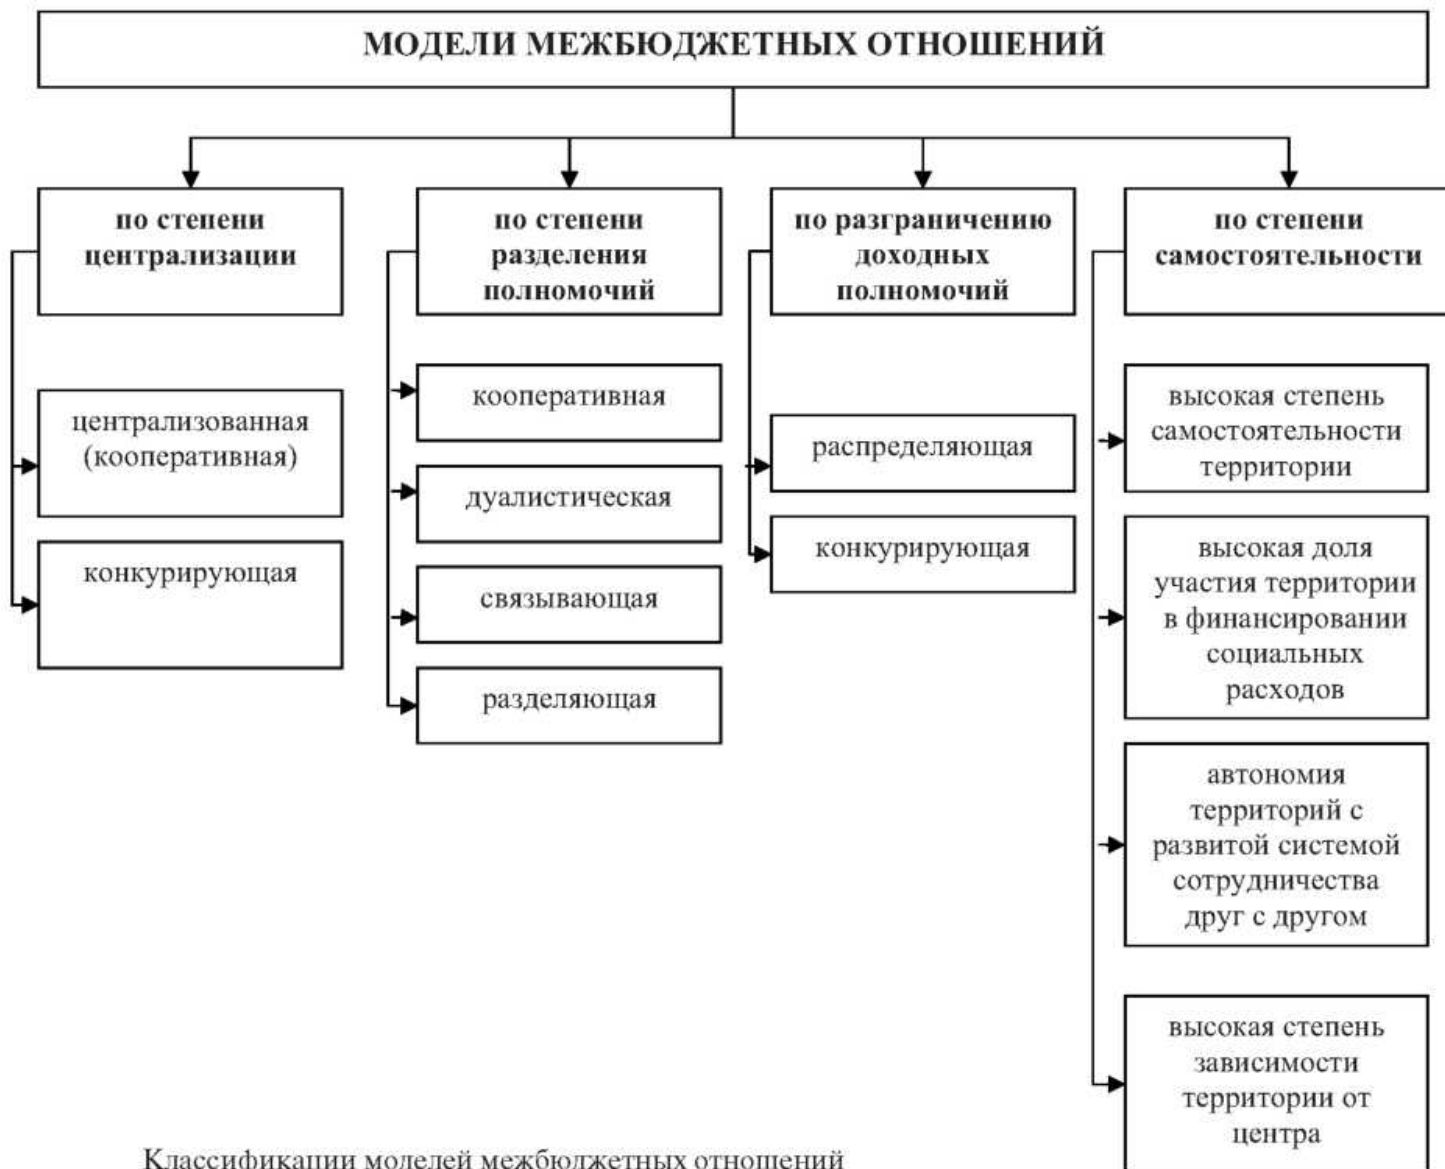 МОДЕЛИ МЕЖБЮДЖЕТНЫХ ОТНОШЕНИЙ
по степени
централизации
централизованная
(кооперативная)
конкурирующая
по степени
разделения
полномочий
кооперативная
дуалистическая
связывающая
разделяющая
по разграничению
доходных
полномочий
распределяющая
конкурирующая
по степени
самостоятельности
высокая степень
самостоятельности
территории
высокая доля
участия территории
в финансировании
социальных
расходов
автономия
территорий с
развитой системой
сотрудничества
друг с другом
высокая степень
зависимости
территории от
центра
Классификации моделей межбюджетных отношений